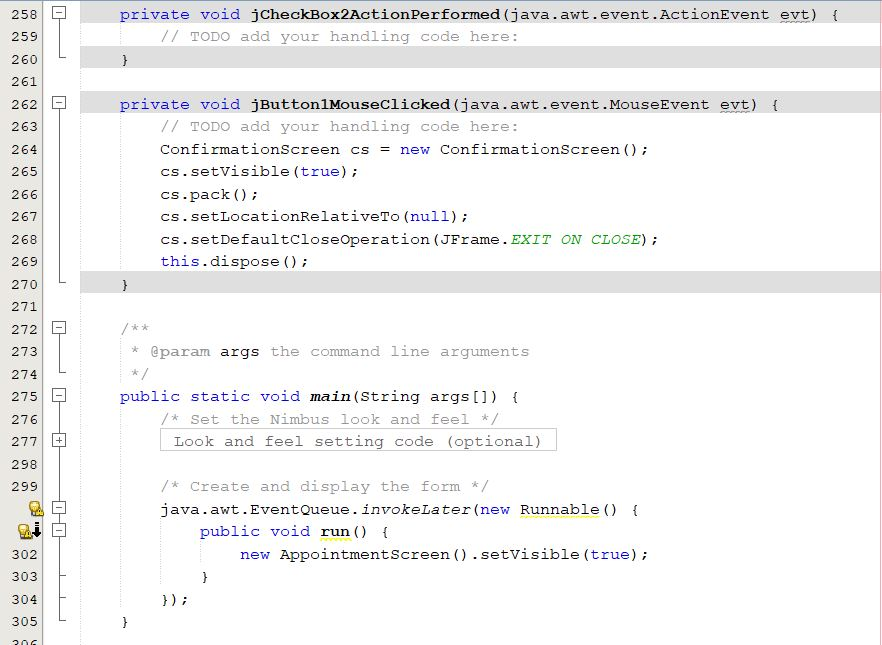 258 private void jCheckBox2ActionPerformed(java.awt.event.ActionEvent evt) {
259 // TODO add your handling code here:
260 }
261
262 private void jButton1MouseClicked(java.awt.event.MouseEvent evt) {
263 // TODO add your handling code here:
264 ConfirmationScreen cs = new ConfirmationScreen();
265 cs.setVisible(true);
266 cs.pack();
267 cs.setLocationRelativeTo(null);
268 cs.setDefaultCloseOperation(JFrame.EXIT_ON_CLOSE);
269 this.dispose();
270 }
271
272 /**
273 * @param args the command line arguments
274 */
275 public static void main(String args[]) {
276 /* Set the Nimbus look and feel */
277 Look and feel setting code (optional)
298
299 /* Create and display the form */
java.awt.EventQueue.invokeLater(new Runnable() {
public void run() {
302 new AppointmentScreen().setVisible(true);
303 }
304 });
305 }
306